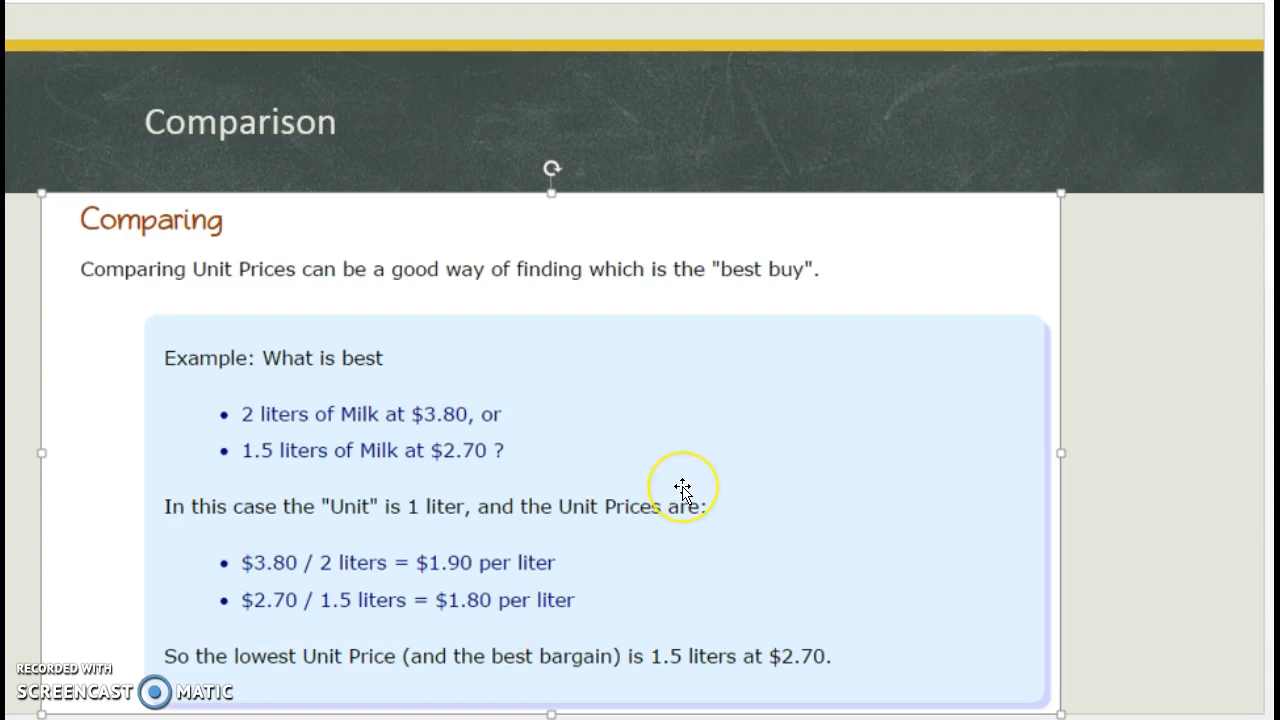 Comparison
Comparing
Comparing Unit Prices can be a good way of finding which is the "best buy".
Example: What is best
• 2 liters of Milk at $3.80, or
• 1.5 liters of Milk at $2.70 ?
In this case the "Unit" is 1 liter, and the Unit Prices are:
• $3.80 / 2 liters = $1.90 per liter
• $2.70 / 1.5 liters = $1.80 per liter
So the lowest Unit Price (and the best bargain) is 1.5 liters at $2.70.
RECORDED WITH
SCREENCAST MATIC